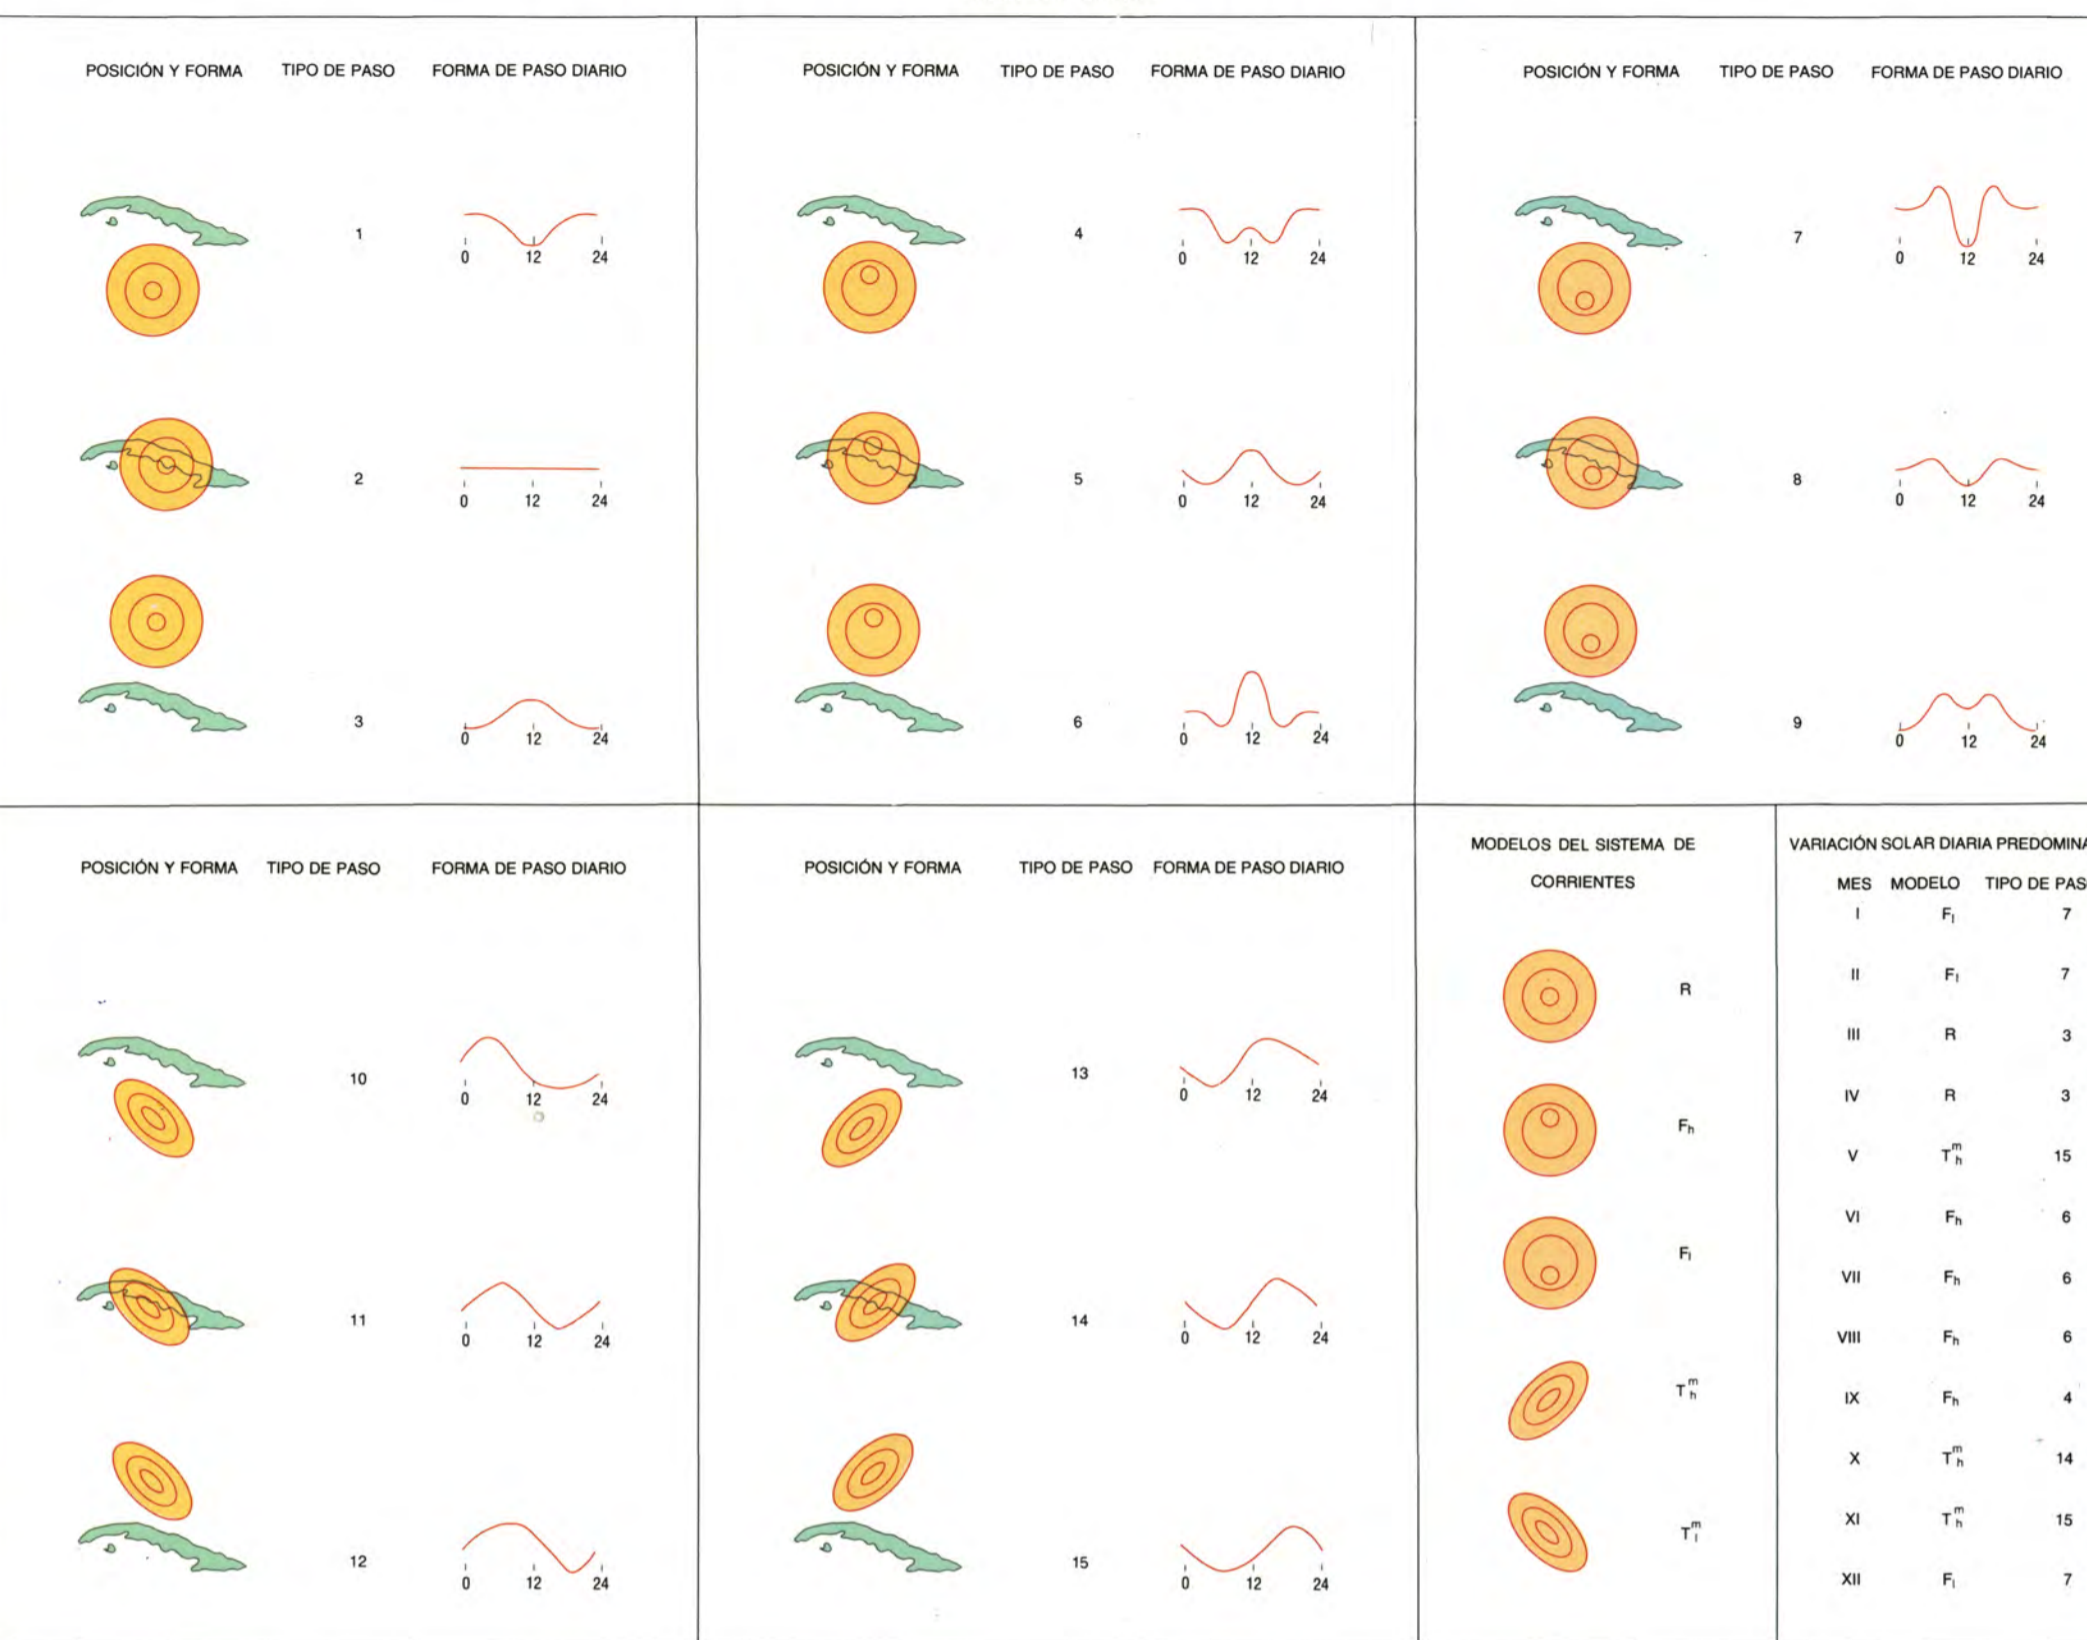 POSICIÓN Y FORMA TIPO DE PASO FORMA DE PASO DIARIO
1
0 12 24
2
0 12 24
3
0 12 24
POSICIÓN Y FORMA TIPO DE PASO FORMA DE PASO DIARIO
4
0 12 24
5
0 12 24
6
0 12 24
POSICIÓN Y FORMA TIPO DE PASO FORMA DE PASO DIARIO
7
0 12 24
8
0 12 24
9
0 12 24
POSICIÓN Y FORMA TIPO DE PASO FORMA DE PASO DIARIO
10
0 12 24
11
0 12 24
12
0 12 24
POSICIÓN Y FORMA TIPO DE PASO FORMA DE PASO DIARIO
13
0 12 24
14
0 12 24
15
0 12 24
MODELOS DEL SISTEMA DE
CORRIENTES
R
Fh
Fl
T m h
T m l
VARIACIÓN SOLAR DIARIA PREDOMINA
MES MODELO TIPO DE PAS
I Fl 7
II Fl 7
III R 3
IV R 3
V T m h 15
VI Fh 6
VII Fh 6
VIII Fh 6
IX Fh 4
X T m h 14
XI T m h 15
XII Fl 7